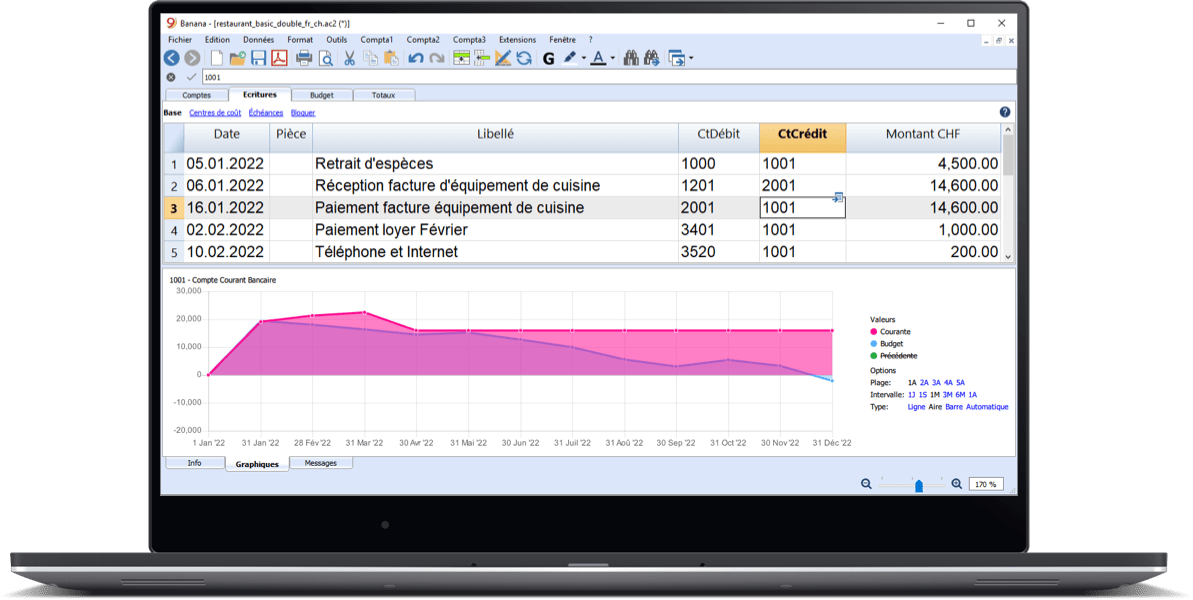 9 Banana - [restaurant_basic_double_fr_ch.ac2 (*)]
Fichier Edition Données Format Outils Compta1 Compta2 Compta3 Extensions Fenêtre ?
G A
1001
Comptes Ecritures Budget Totaux
Base Centres de coût Échéances Bloquer ?
Date Pièce Libellé CtDébit CtCrédit Montant CHF
1 05.01.2022 Retrait d'espèces 1000 1001 4,500.00
2 06.01.2022 Réception facture d'équipement de cuisine 1201 2001 14,600.00
3 16.01.2022 Paiement facture équipement de cuisine 2001 1001 14,600.00
4 02.02.2022 Paiement loyer Février 3401 1001 1,000.00
5 10.02.2022 Téléphone et Internet 3520 1001 200.00
1001 - Compte Courant Bancaire
30,000
20,000
10,000
0
-10,000
-20,000
1 Jan '22 31 Jan '22 28 Fév '22 31 Mar '22 30 Avr '22 31 Mai '22 30 Jun '22 31 Juil '22 31 Aoû '22 30 Sep '22 31 Oct '22 30 Nov '22 31 Déc '22
Valeurs
Courante
Budget
Précédente
Options
Plage: 1A 2A 3A 4A 5A
Intervalle: 1J 1S 1M 3M 6M 1A
Type: Ligne Aire Barre Automatique
Info Graphiques Messages
170 %